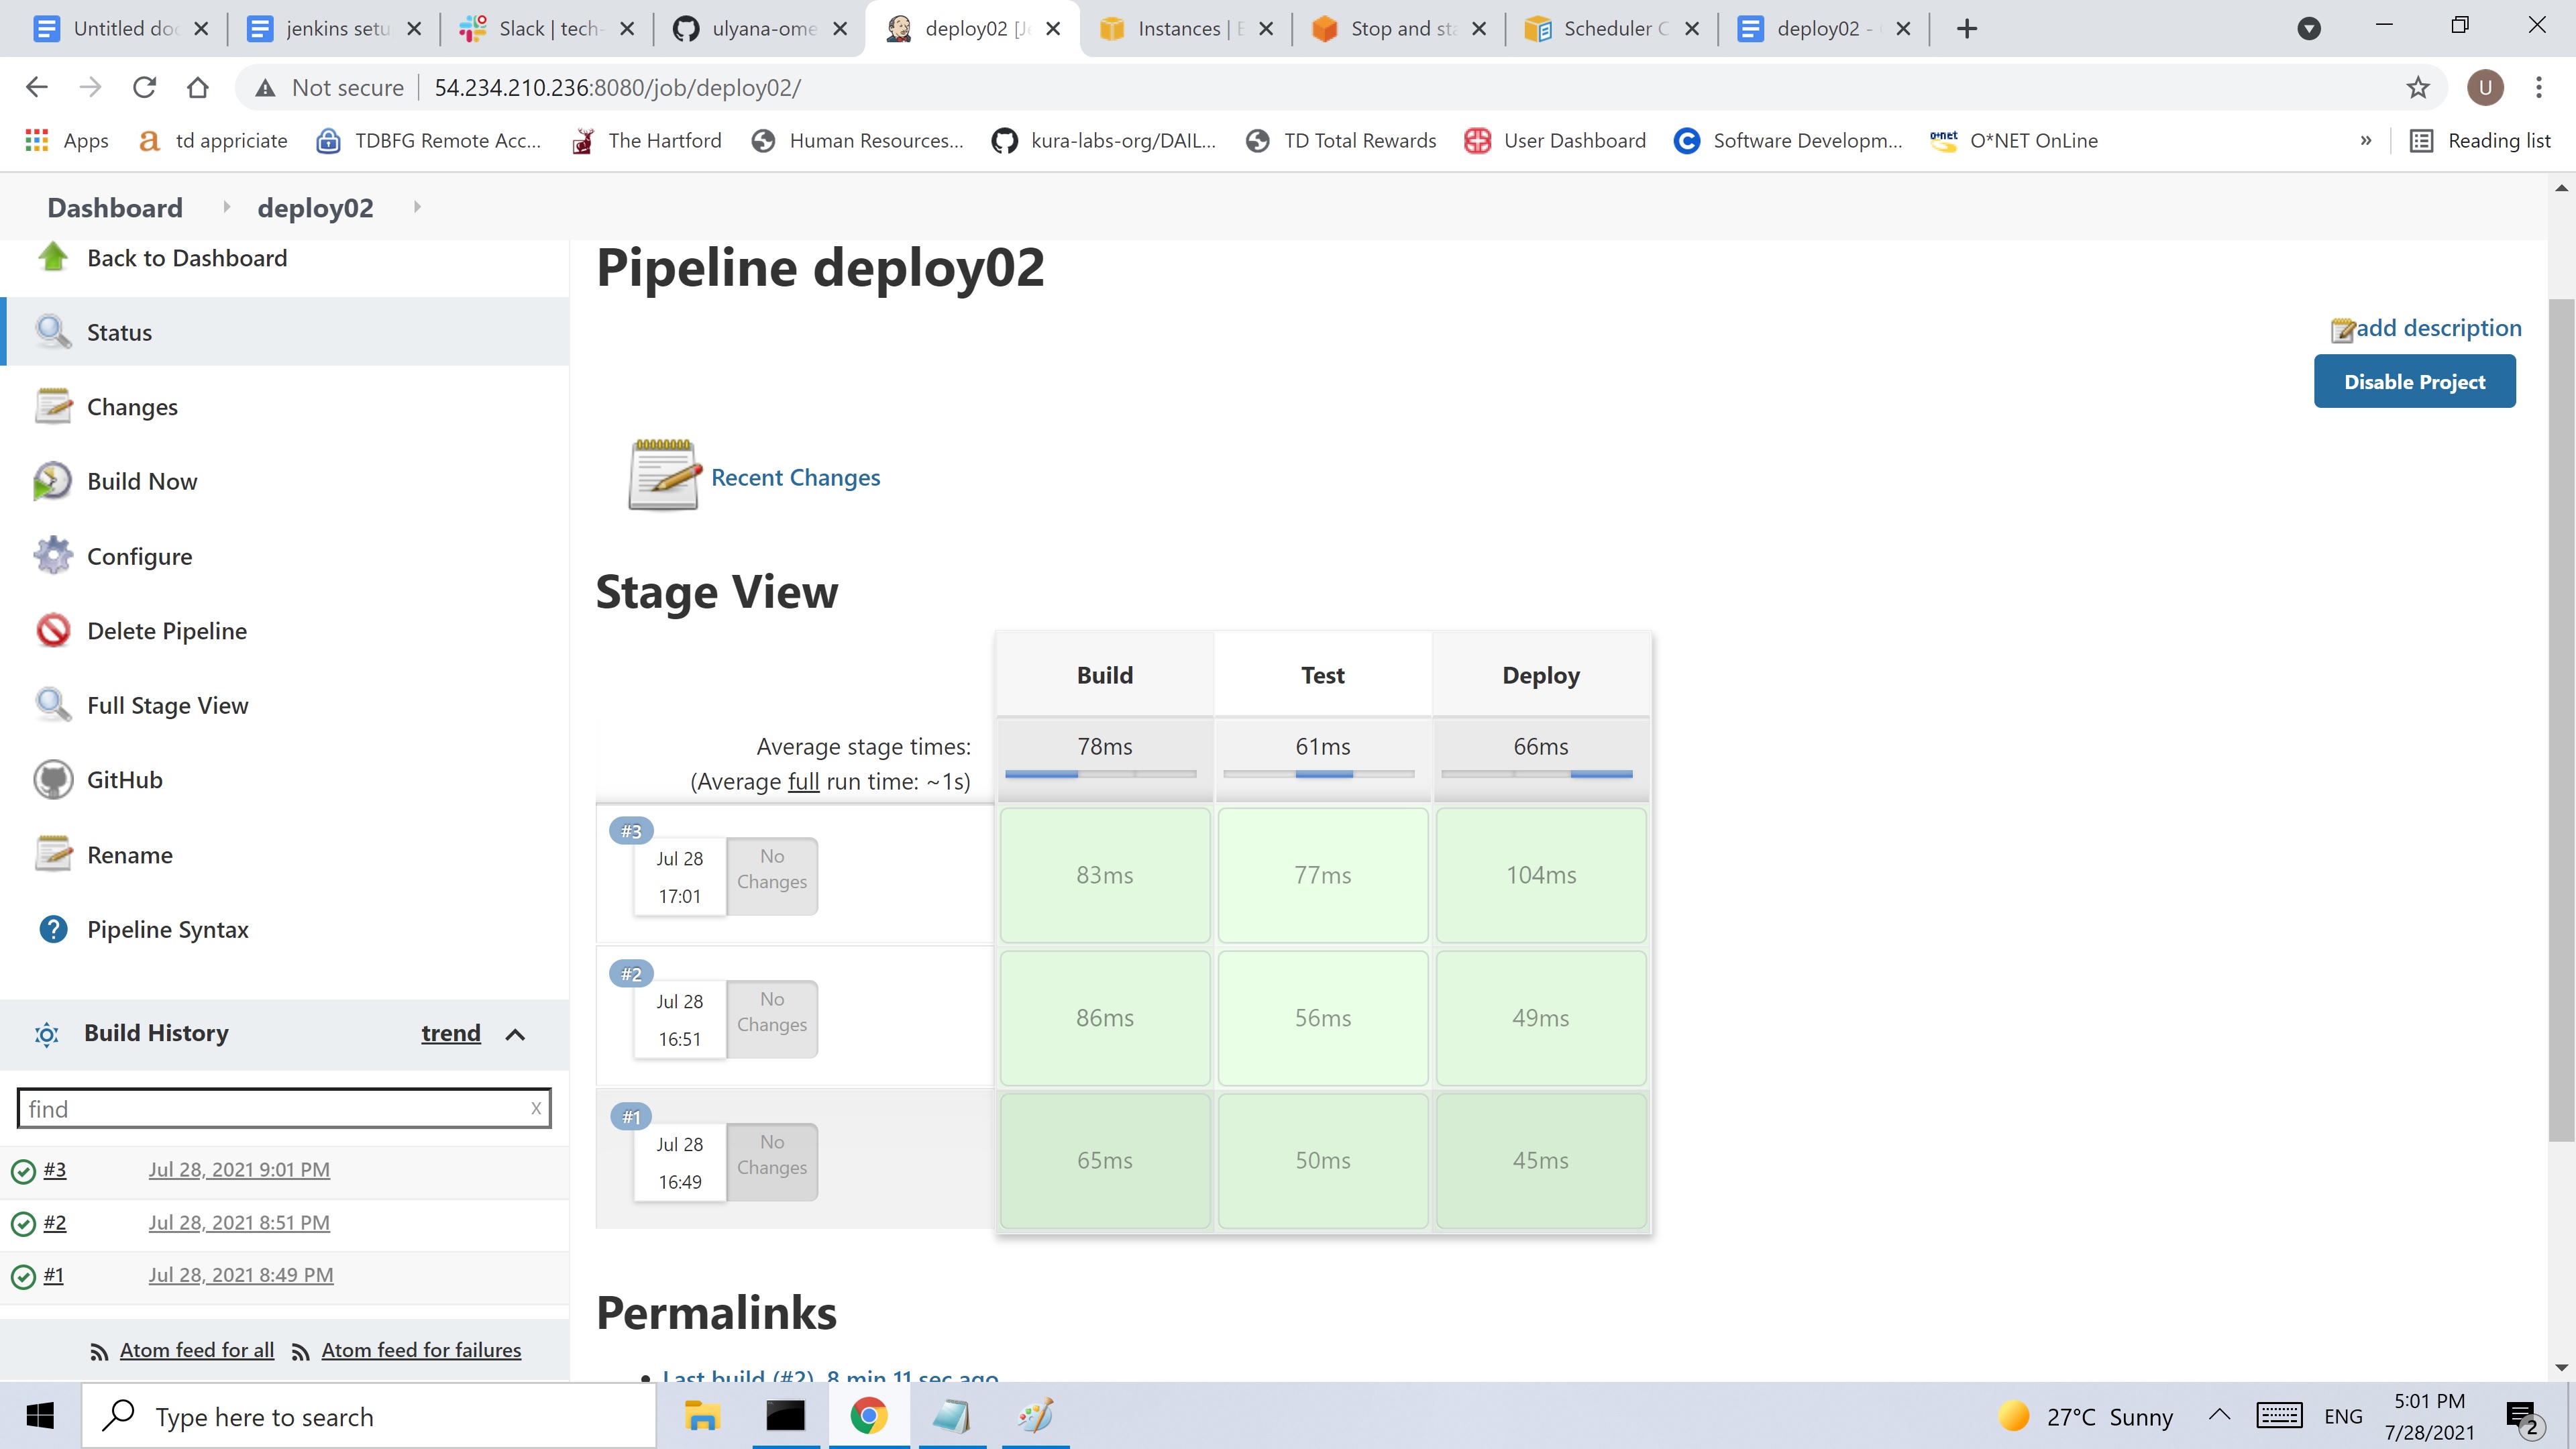 Untitled doc
jenkins setu
Slack | tech-
ulyana-ome
deploy02 [Je
Instances | E
Stop and sta
Scheduler C
deploy02 -
Not secure
54.234.210.236:8080/job/deploy02/
U
Apps
td appriciate
TDBFG Remote Acc...
The Hartford
Human Resources...
kura-labs-org/DAIL...
TD Total Rewards
User Dashboard
Software Developm...
O*NET OnLine
»
Reading list
Dashboard
deploy02
Back to Dashboard
Status
Changes
Build Now
Configure
Delete Pipeline
Full Stage View
GitHub
Rename
Pipeline Syntax
Build History
trend
find
x
#3 Jul 28, 2021 9:01 PM
#2 Jul 28, 2021 8:51 PM
#1 Jul 28, 2021 8:49 PM
Atom feed for all
Atom feed for failures
Pipeline deploy02
add description
Disable Project
Recent Changes
Stage View
Build Test Deploy
Average stage times:
78ms 61ms 66ms
(Average full run time: ~1s)
#3
Jul 28
17:01
No
Changes
83ms 77ms 104ms
#2
Jul 28
16:51
No
Changes
86ms 56ms 49ms
#1
Jul 28
16:49
No
Changes
65ms 50ms 45ms
Permalinks
Last build (#2), 8 min 11 sec ago
Type here to search
27°C Sunny
ENG
5:01 PM
7/28/2021
2